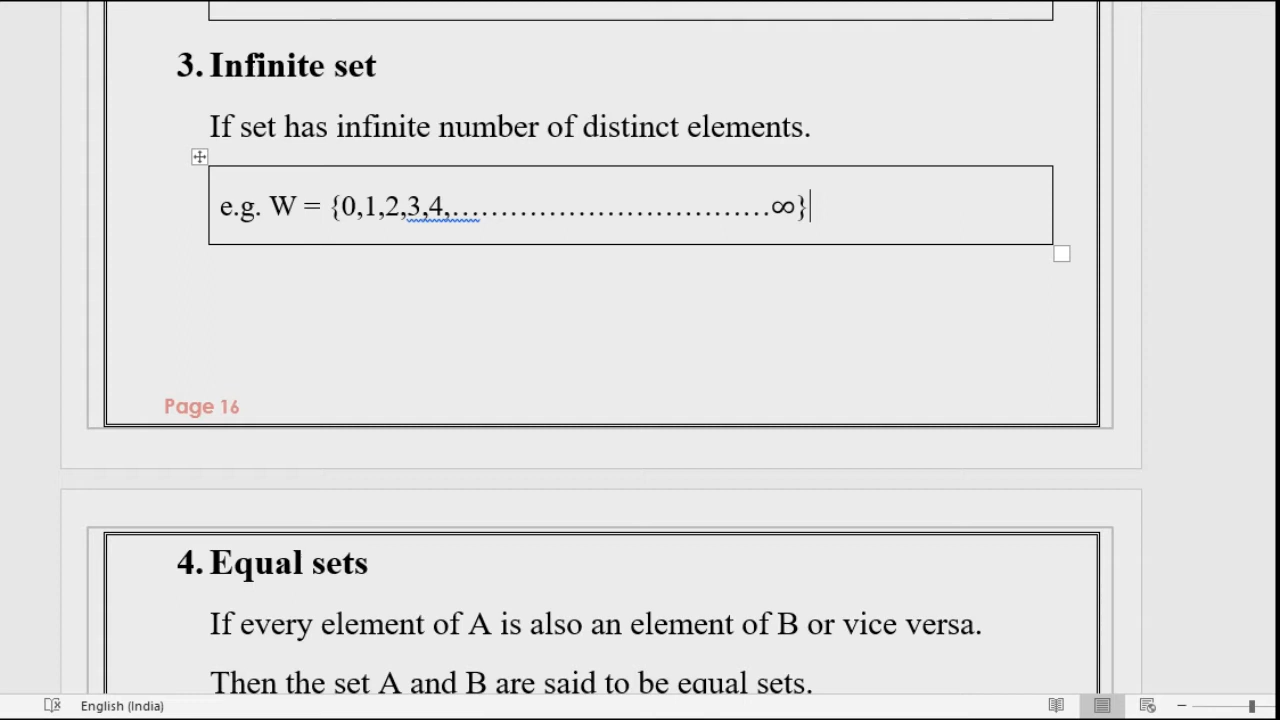 3. Infinite set
If set has infinite number of distinct elements.
e.g. W = {0,1,2,3,4,……………………………∞}
Page 16
4. Equal sets
If every element of A is also an element of B or vice versa.
Then the set A and B are said to be equal sets.
English (India)